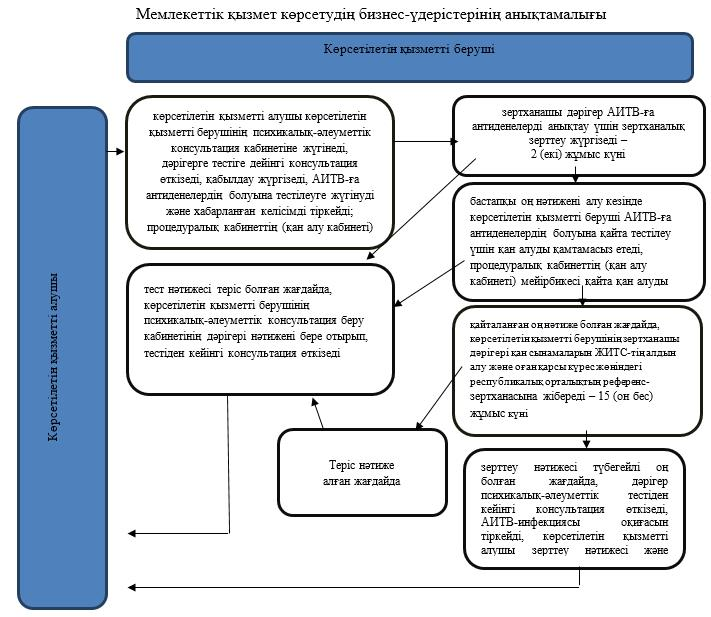 Мемлекеттік қызмет көрсетудің бизнес-үдерістерінің анықтамалығы
Көрсетілетін қызметті беруші
Көрсетілетін қызметті алушы
көрсетілетін қызметті алушы көрсетілетін
қызметті берушінің психикалық-әлеуметтік
консультация кабинетіне жүгінеді,
дәрігерге тестіге дейінгі консультация
өткізеді, қабылдау жүргізеді, АИТВ-ға
антиденелердің болуына тестілеуге жүгінуді
және хабарланған келісімді тіркейді;
процедуралық кабинеттің (қан алу кабинеті)
зертханашы дәрігер АИТВ-ға
антиденелерді анықтау үшін зертханалық
зерттеу жүргізеді –
2 (екі) жұмыс күні
бастапқы оң нәтижені алу кезінде
көрсетілетін қызметті беруші АИТВ-ға
антиденелердің болуына қайта тестілеу
үшін қан алуды қамтамасыз етеді,
процедуралық кабинеттің (қан алу
кабинеті) мейірбикесі қайта қан алуды
тест нәтижесі теріс болған жағдайда,
көрсетілетін қызметті берушінің
психикалық-әлеуметтік консультация беру
кабинетінің дәрігері нәтижені бере отырып,
тестіден кейінгі консультация өткізеді
қайталанған оң нәтиже болған жағдайда,
көрсетілетін қызметті берушінің зертханашы
дәрігері қан сынамаларын ЖИТС-тің алдын
алу және оған қарсы күрес жөніндегі
республикалық орталықтың референс-
зертханасына жібереді – 15 (он бес)
жұмыс күні
Теріс нәтиже
алған жағдайда
зерттеу нәтижесі түбегейлі оң
болған жағдайда, дәрігер
психикалық-әлеуметтік тестіден
кейінгі консультация өткізеді,
АИТВ-инфекциясы оқиғасын
тіркейді, көрсетілетін қызметті
алушы зерттеу нәтижесі және